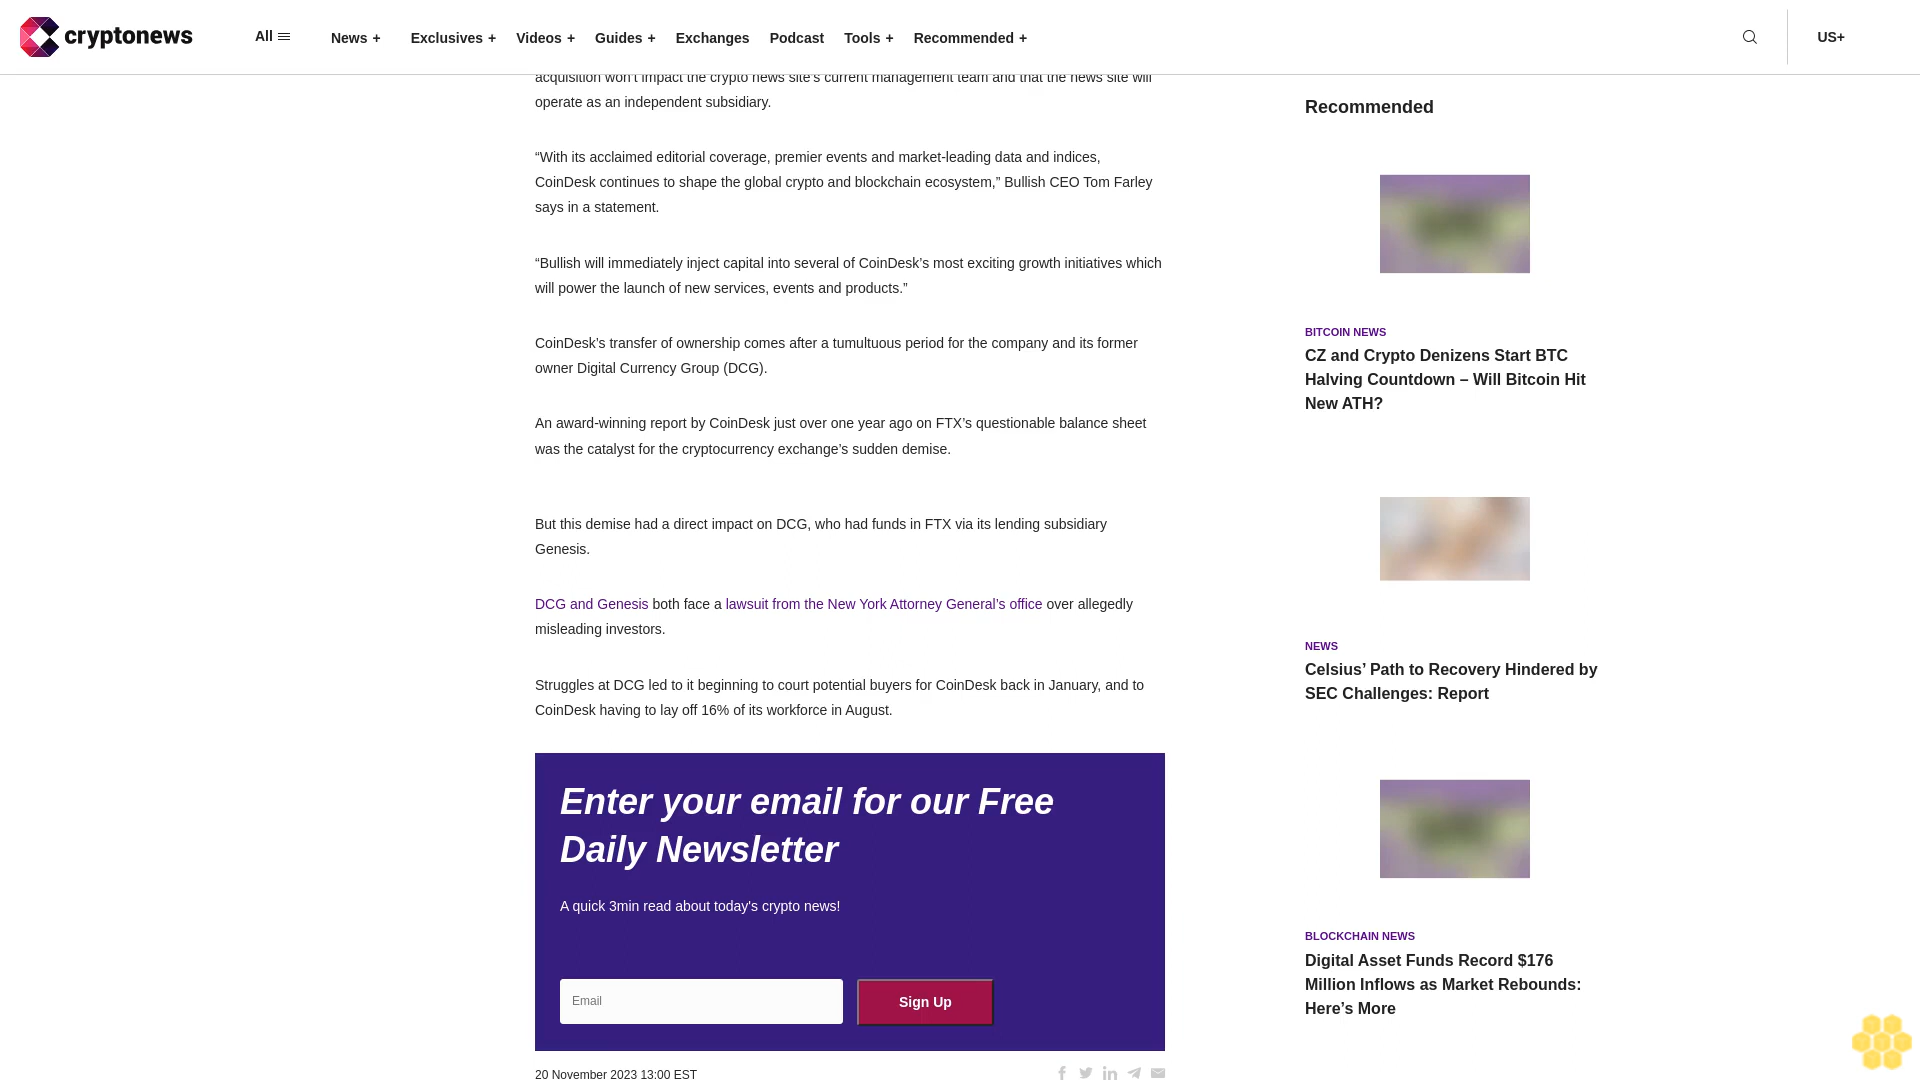 cryptonews
All
News +
Exclusives +
Videos +
Guides +
Exchanges
Podcast
Tools +
Recommended +
US+
acquisition won't impact the crypto news site's current management team and that the news site will
operate as an independent subsidiary.
“With its acclaimed editorial coverage, premier events and market-leading data and indices,
CoinDesk continues to shape the global crypto and blockchain ecosystem,” Bullish CEO Tom Farley
says in a statement.
“Bullish will immediately inject capital into several of CoinDesk’s most exciting growth initiatives which
will power the launch of new services, events and products.”
CoinDesk’s transfer of ownership comes after a tumultuous period for the company and its former
owner Digital Currency Group (DCG).
An award-winning report by CoinDesk just over one year ago on FTX’s questionable balance sheet
was the catalyst for the cryptocurrency exchange’s sudden demise.
But this demise had a direct impact on DCG, who had funds in FTX via its lending subsidiary
Genesis.
DCG and Genesis both face a lawsuit from the New York Attorney General’s office over allegedly
misleading investors.
Struggles at DCG led to it beginning to court potential buyers for CoinDesk back in January, and to
CoinDesk having to lay off 16% of its workforce in August.
Enter your email for our Free
Daily Newsletter
A quick 3min read about today's crypto news!
Email
Sign Up
20 November 2023 13:00 EST
Recommended
BITCOIN NEWS
CZ and Crypto Denizens Start BTC
Halving Countdown – Will Bitcoin Hit
New ATH?
NEWS
Celsius’ Path to Recovery Hindered by
SEC Challenges: Report
BLOCKCHAIN NEWS
Digital Asset Funds Record $176
Million Inflows as Market Rebounds:
Here’s More